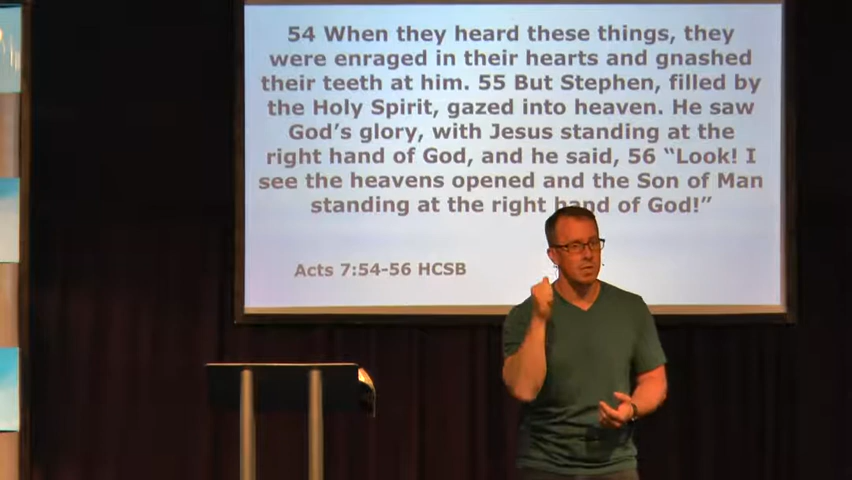 54 When they heard these things, they
were enraged in their hearts and gnashed
their teeth at him. 55 But Stephen, filled by
the Holy Spirit, gazed into heaven. He saw
God's glory, with Jesus standing at the
right hand of God, and he said, 56 “Look! I
see the heavens opened and the Son of Man
standing at the right hand of God!”
Acts 7:54-56 HCSB